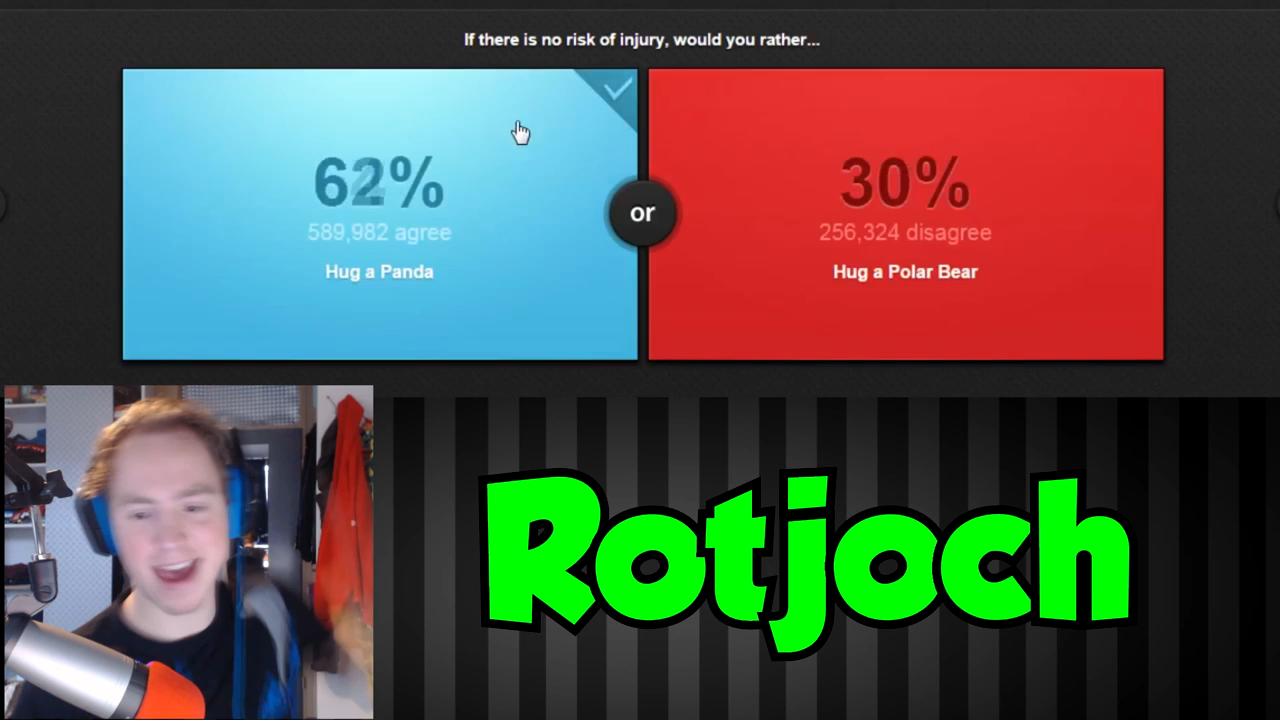 If there is no risk of injury, would you rather...
30%
589,982 agree
or
256,324 disagree
Hug a Panda
Hug a Polar Bear
Rotjoch